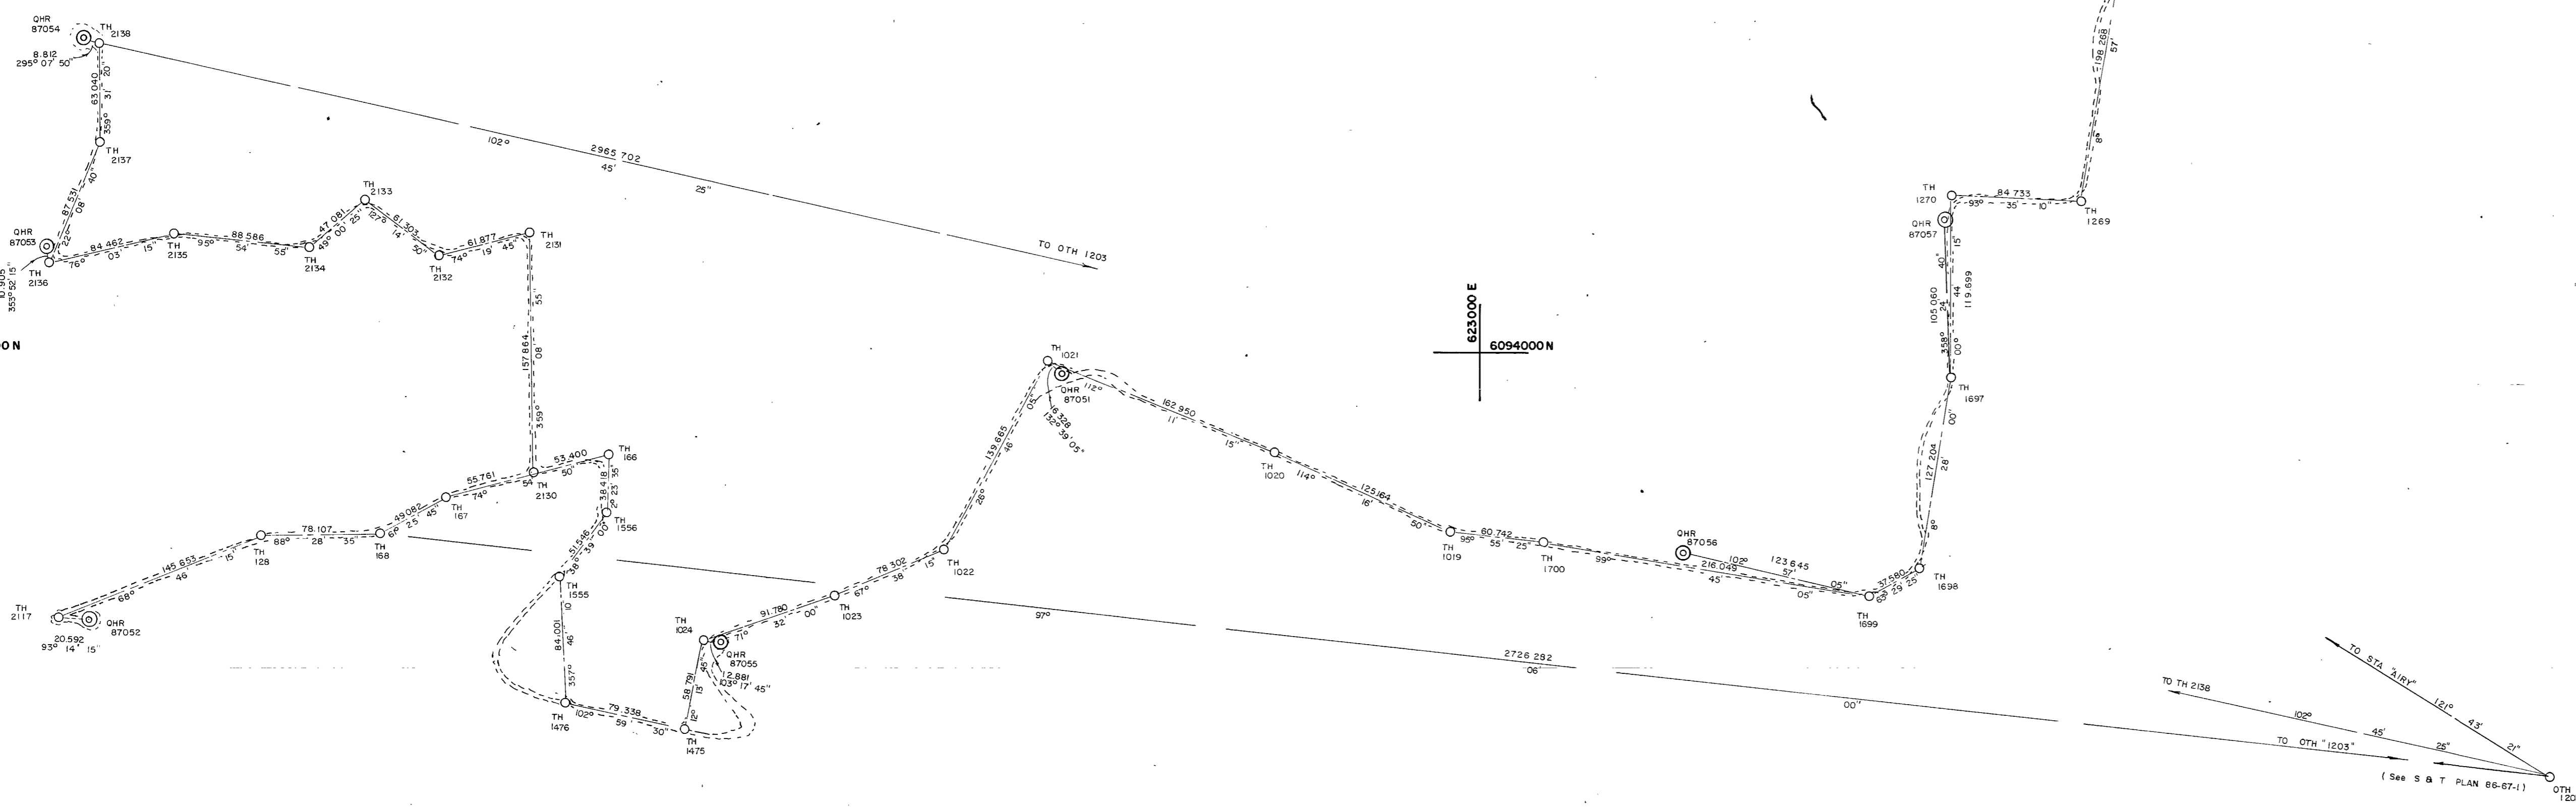 QHR
87054
TH
2138
8.812
295° 07' 50"
63.040
359° 31' 20"
TH
2137
87.531
22° 08' 40"
QHR
87053
TH
2136
10.905
353° 52' 15"
84.462
76° 03' 15"
TH
2135
88.586
95° 54' 55"
TH
2134
47.081
49° 00' 25"
TH
2133
61.303
127° 14' 50"
TH
2132
61.877
74° 19' 45"
TH
2131
157.864
359° 08' 55"
102° 2965.702 45' 25"
TO OTH 1203
00 N
TH
2117
QHR
87052
20.592
93° 14' 15"
145.653
68° 46' 15"
TH
128
78.107
88° 28' 35"
TH
168
49.082
61° 25' 45"
TH
167
55.761
74° 54' 50"
TH
2130
53.400
TH
166
38.418
2° 23' 35"
TH
1556
51.546
38° 39' 00"
TH
1555
84.001
357° 46' 10
TH
1476
79.338
102° 59' 30"
TH
1475
58.791
12° 13' 45"
TH
1024
QHR
87055
12.881
103° 17' 45"
91.780
71° 32' 00"
TH
1023
78.302
67° 38' 15"
TH
1022
139.665
26° 46' 05"
TH
1021
QHR
87051
16.328
132° 39' 05"
162.950
112° 11' 15"
TH
1020
125.164
114° 16' 50"
TH
1019
60.742
95° 55' 25"
TH
1700
216.049
99° 45' 05"
QHR
87056
123.645
102° 57' 05"
TH
1699
37.580
63° 29' 25"
TH
1698
127.204
8° 28' 00"
TH
1697
105.060
358° 24' 40"
119.699
00° 44' 15"
QHR
87057
TH
1270
84.733
93° 35' 10"
TH
1269
198.268
8° 57'
623000 E
6094000 N
97° 2726.282 06' 00"
TO STA "AIRY"
121° 43' 21"
TO TH 2138
102° 45' 25"
TO OTH "1203"
(See S & T PLAN 86-67-1)
OTH
120